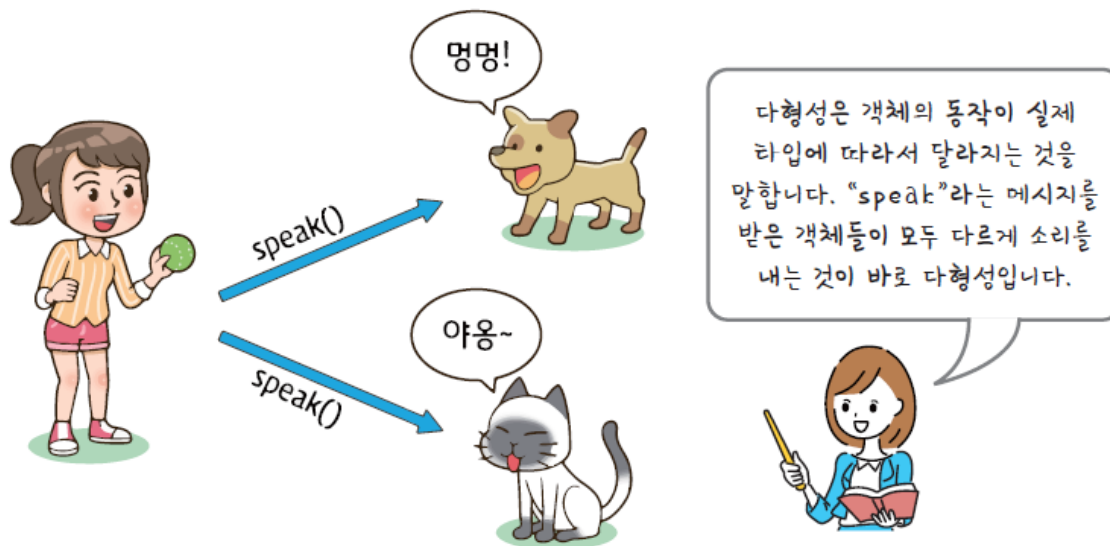 멍멍!
speak()
야옹~
speak()
다형성은 객체의 동작이 실제
타입에 따라서 달라지는 것을
말합니다. “speak”라는 메시지를
받은 객체들이 모두 다르게 소리를
내는 것이 바로 다형성입니다.